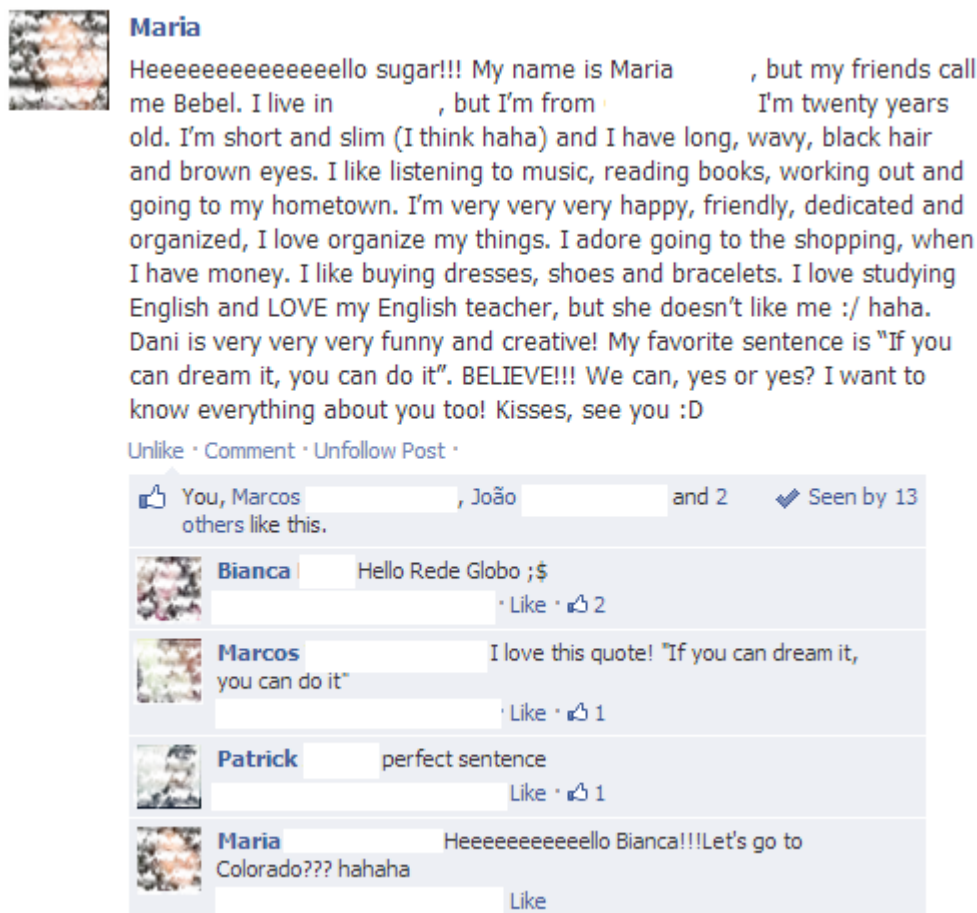 Maria
Heeeeeeeeeeeeeello sugar!!! My name is Maria , but my friends call
me Bebel. I live in , but I'm from I'm twenty years
old. I'm short and slim (I think haha) and I have long, wavy, black hair
and brown eyes. I like listening to music, reading books, working out and
going to my hometown. I'm very very very happy, friendly, dedicated and
organized, I love organize my things. I adore going to the shopping, when
I have money. I like buying dresses, shoes and bracelets. I love studying
English and LOVE my English teacher, but she doesn't like me :/ haha.
Dani is very very very funny and creative! My favorite sentence is “If you
can dream it, you can do it”. BELIEVE!!! We can, yes or yes? I want to
know everything about you too! Kisses, see you :D
Unlike · Comment · Unfollow Post ·
You, Marcos , João and 2 Seen by 13
others like this.
Bianca Hello Rede Globo ;$
· Like · 2
Marcos I love this quote! "If you can dream it,
you can do it"
· Like · 1
Patrick perfect sentence
Like · 1
Maria Heeeeeeeeeeello Bianca!!!Let's go to
Colorado??? hahaha
Like